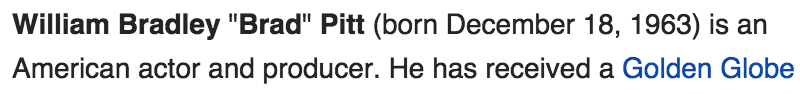 William Bradley "Brad" Pitt (born December 18, 1963) is an
American actor and producer. He has received a Golden Globe